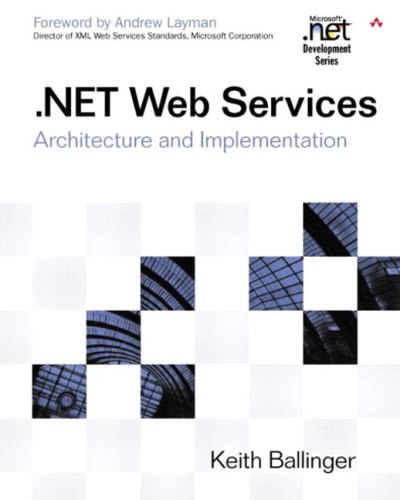 Foreword by Andrew Layman
Director of XML Web Services Standards, Microsoft Corporation
Microsoft
.net
Development
Series
.NET Web Services
Architecture and Implementation
Keith Ballinger